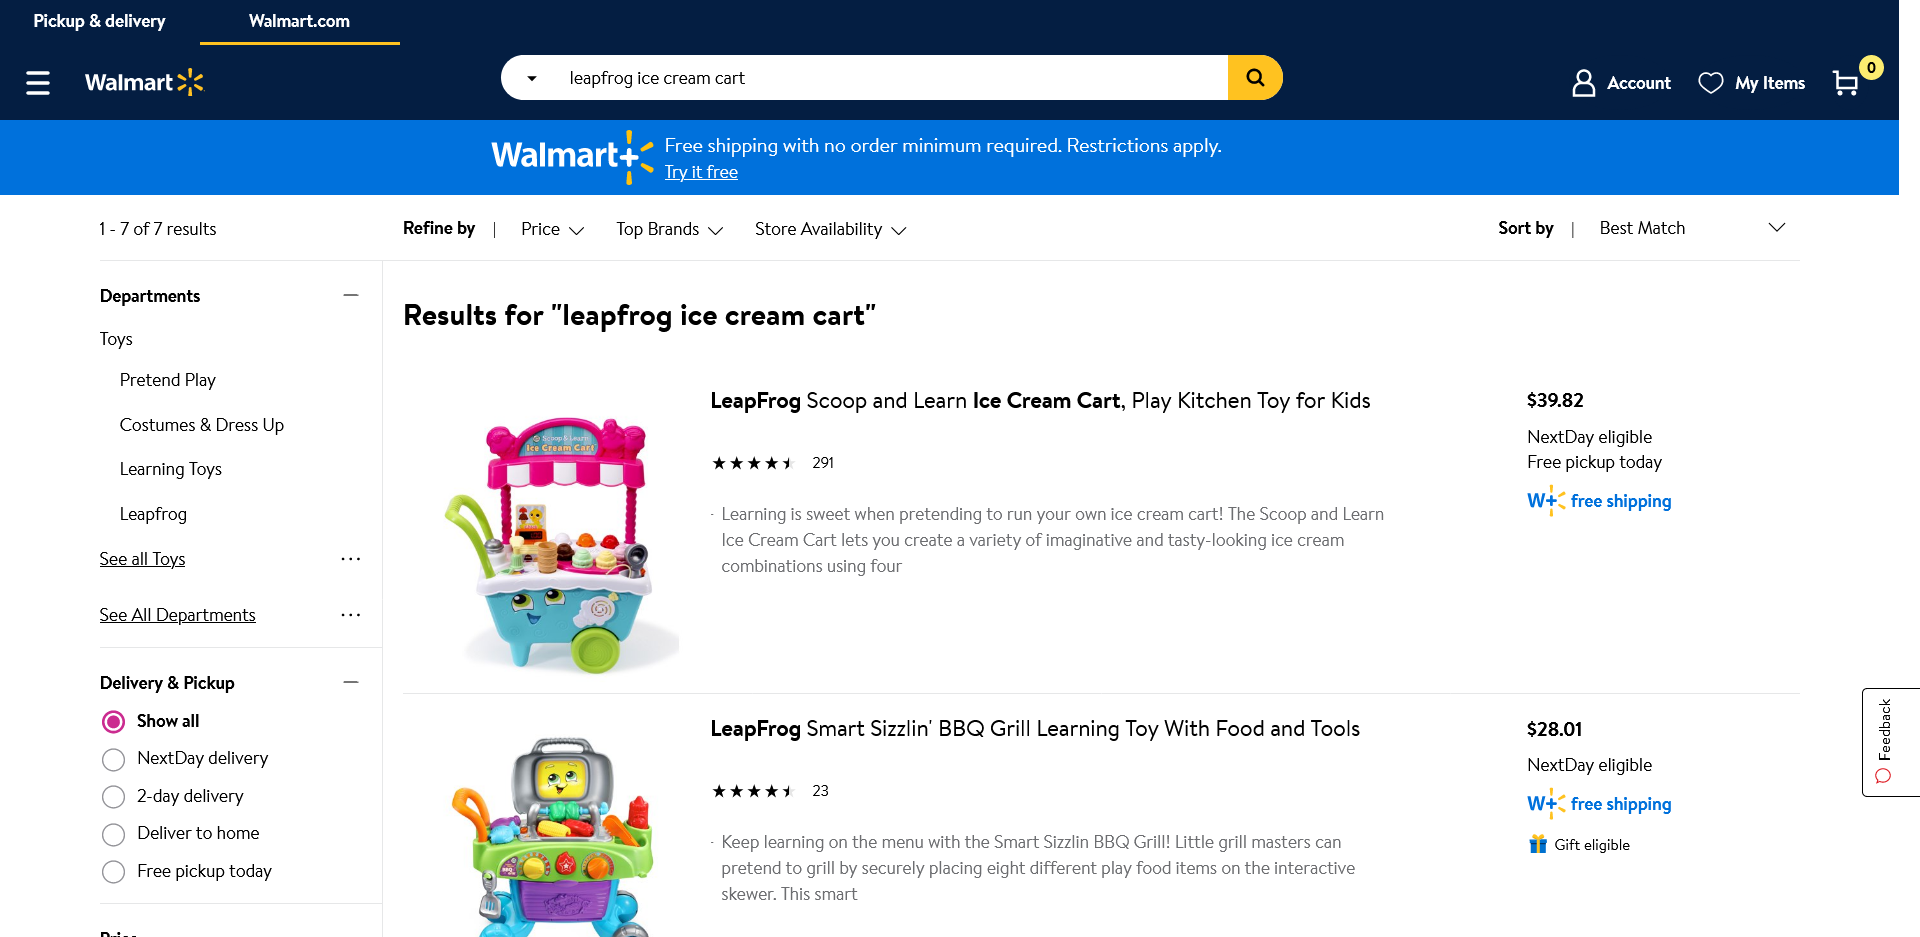 Pickup & delivery
Walmart.com
Walmart
leapfrog ice cream cart
Account
My Items
0
Walmart+
Free shipping with no order minimum required. Restrictions apply.
Try it free
1 - 7 of 7 results
Refine by | Price Top Brands Store Availability
Sort by | Best Match
Departments
Toys
Pretend Play
Costumes & Dress Up
Learning Toys
Leapfrog
See all Toys
See All Departments
Delivery & Pickup
Show all
NextDay delivery
2-day delivery
Deliver to home
Free pickup today
Price
Results for "leapfrog ice cream cart"
Scoop & Learn
Ice Cream Cart
LeapFrog Scoop and Learn Ice Cream Cart, Play Kitchen Toy for Kids
291
· Learning is sweet when pretending to run your own ice cream cart! The Scoop and Learn
Ice Cream Cart lets you create a variety of imaginative and tasty-looking ice cream
combinations using four
$39.82
NextDay eligible
Free pickup today
W+ free shipping
LeapFrog Smart Sizzlin' BBQ Grill Learning Toy With Food and Tools
23
· Keep learning on the menu with the Smart Sizzlin BBQ Grill! Little grill masters can
pretend to grill by securely placing eight different play food items on the interactive
skewer. This smart
$28.01
NextDay eligible
W+ free shipping
Gift eligible
Feedback